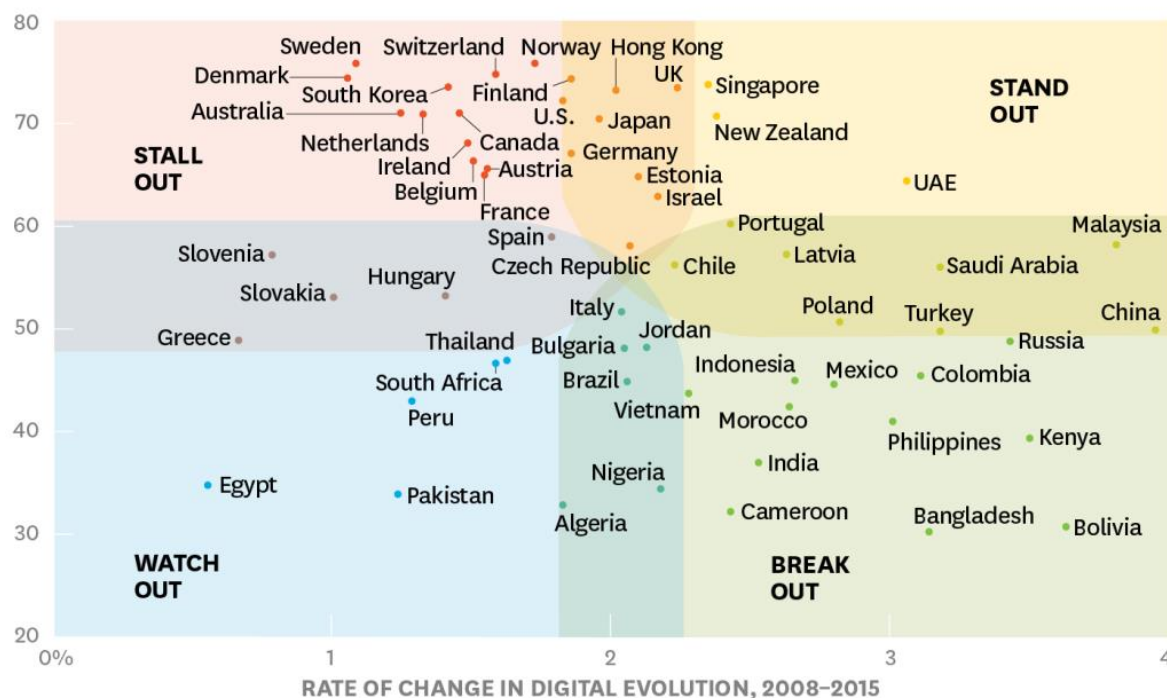 80
Sweden
Switzerland
Norway
Hong Kong
Denmark
South Korea
Finland
UK
Singapore
STAND
OUT
Australia
U.S.
Japan
New Zealand
70
Netherlands
Canada
STALL
OUT
Ireland
Austria
Germany
Belgium
Estonia
UAE
Israel
France
60
Spain
Portugal
Malaysia
Slovenia
Czech Republic
Chile
Latvia
Saudi Arabia
Slovakia
Hungary
Italy
Poland
Turkey
China
50
Greece
Thailand
Bulgaria
Jordan
Russia
South Africa
Brazil
Indonesia
Mexico
Colombia
Peru
Vietnam
Morocco
40
Philippines
Kenya
Egypt
Pakistan
Nigeria
India
Algeria
Cameroon
Bangladesh
Bolivia
30
WATCH
OUT
BREAK
OUT
20
0%
1
2
3
4
RATE OF CHANGE IN DIGITAL EVOLUTION, 2008–2015